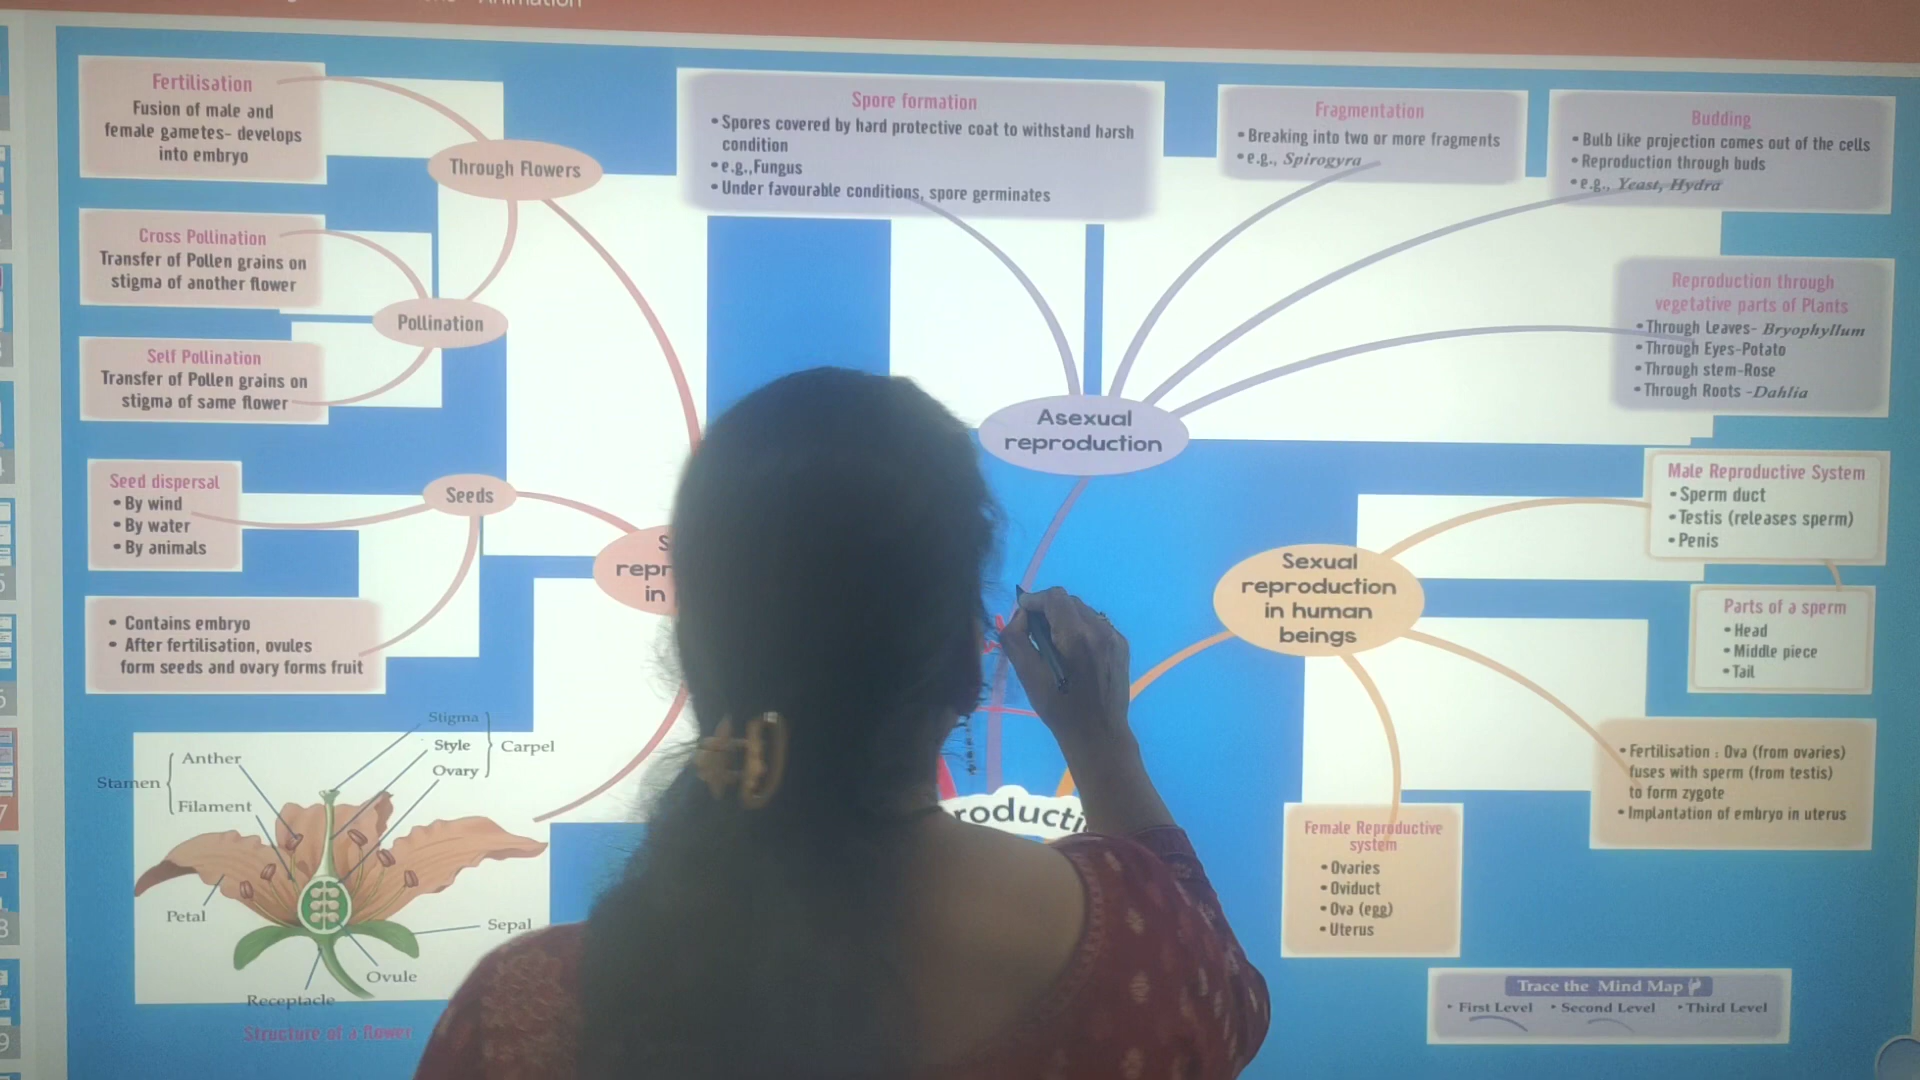 Fertilisation
Fusion of male and
female gametes- develops
into embryo
Through Flowers
Cross Pollination
Transfer of Pollen grains on
stigma of another flower
Pollination
Self Pollination
Transfer of Pollen grains on
stigma of same flower
Seed dispersal
• By wind
• By water
• By animals
Seeds
• Contains embryo
• After fertilisation, ovules
form seeds and ovary forms fruit
in
Stigma
Style
Ovary
Carpel
Anther
Stamen
Filament
Petal
Sepal
Ovule
Receptacle
Structure of a flower
Spore formation
• Spores covered by hard protective coat to withstand harsh
condition
• e.g.,Fungus
• Under favourable conditions, spore germinates
Fragmentation
• Breaking into two or more fragments
• e.g., Spirogyra
Budding
• Bulb like projection comes out of the cells
• Reproduction through buds
• e.g., Yeast, Hydra
Reproduction through
vegetative parts of Plants
• Through Leaves- Bryophyllum
• Through Eyes-Potato
• Through stem-Rose
• Through Roots -Dahlia
Asexual
reproduction
Sexual
reproduction
in human
beings
Male Reproductive System
• Sperm duct
• Testis (releases sperm)
• Penis
Parts of a sperm
• Head
• Middle piece
• Tail
• Fertilisation : Ova (from ovaries)
fuses with sperm (from testis)
to form zygote
• Implantation of embryo in uterus
Female Reproductive
system
• Ovaries
• Oviduct
• Ova (egg)
• Uterus
Trace the Mind Map
• First Level • Second Level • Third Level